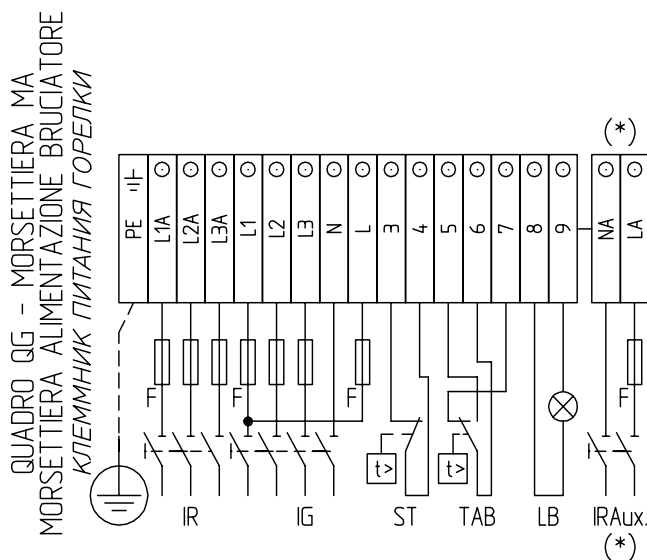 QUADRO QG - MORSETTIERA MA
MORSETTIERA ALIMENTAZIONE BRUCIATORE
КЛЕММНИК ПИТАНИЯ ГОРЕЛКИ
(*)
PE L1A L2A L3A L1 L2 L3 N L 3 4 5 6 7 8 9 NA LA
F F F F
t> t>
IR IG ST TAB LB IRAux.
(*)